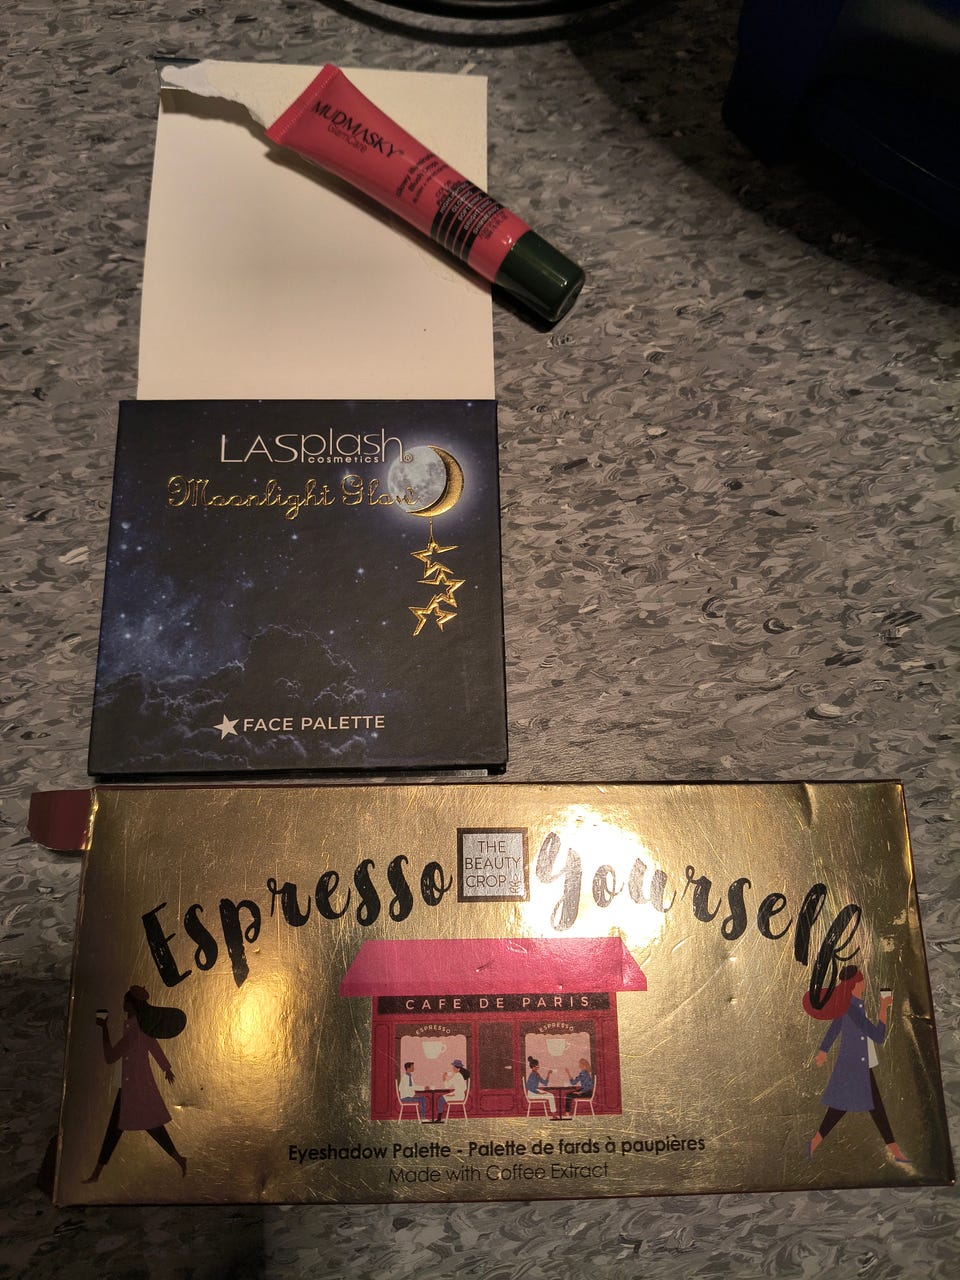 MUDMASKY®
GlamCare
LASplash®
cosmetics
Moonlight Glow
FACE PALETTE
Espresso
THE
BEAUTY
CROP
Yourself
CAFE DE PARIS
ESPRESSO
ESPRESSO
Eyeshadow Palette - Palette de fards à paupières
Made with Coffee Extract